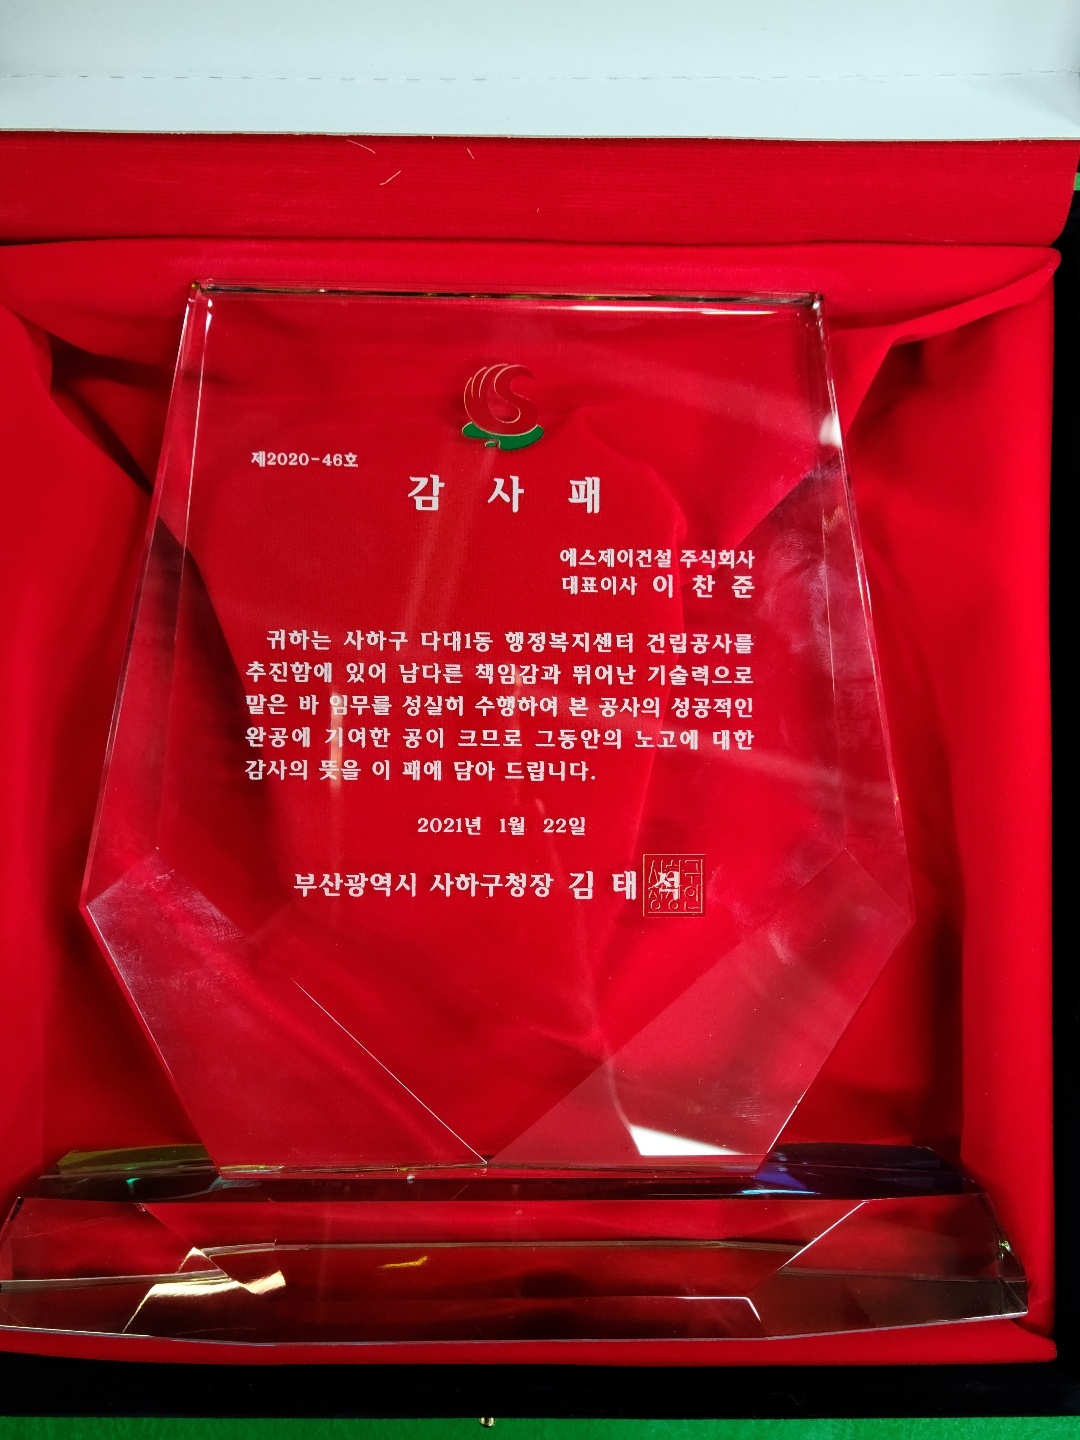 제2020-46호
감 사 패
에스제이건설 주식회사
대표이사 이 찬 준
귀하는 사하구 다대1동 행정복지센터 건립공사를
추진함에 있어 남다른 책임감과 뛰어난 기술력으로
맡은 바 임무를 성실히 수행하여 본 공사의 성공적인
완공에 기여한 공이 크므로 그동안의 노고에 대한
감사의 뜻을 이 패에 담아 드립니다.
2021년 1월 22일
부산광역시 사하구청장 김 태 석
사하구
청장인